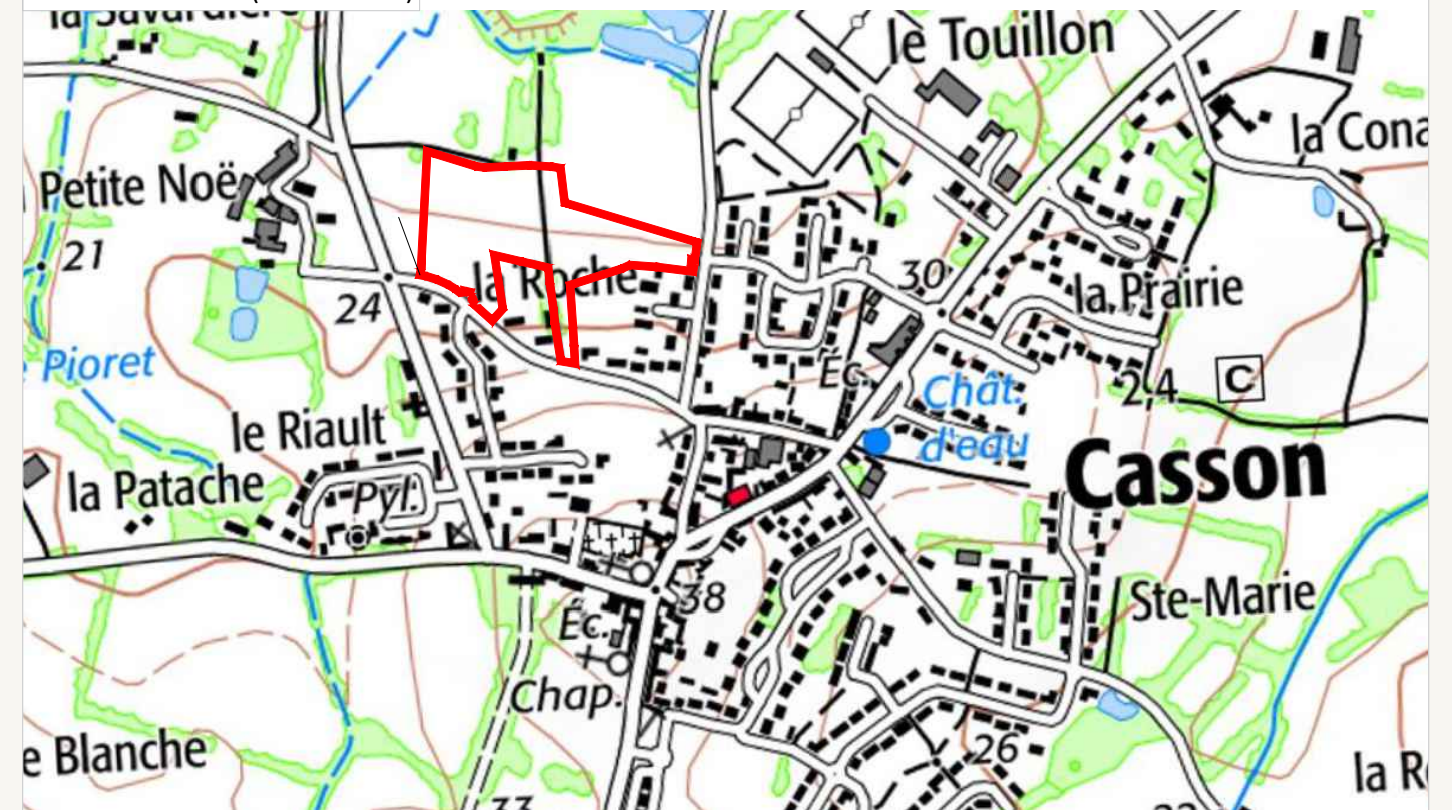 le Touillon
la Cona
Petite Noë
21
24
la Roche
30
la Prairie
Pioret
Éc.
Chât.
d'eau
24
C
le Riault
la Patache
Pyl.
Casson
38
Ste-Marie
Éc.
Chap.
e Blanche
26
la R
33